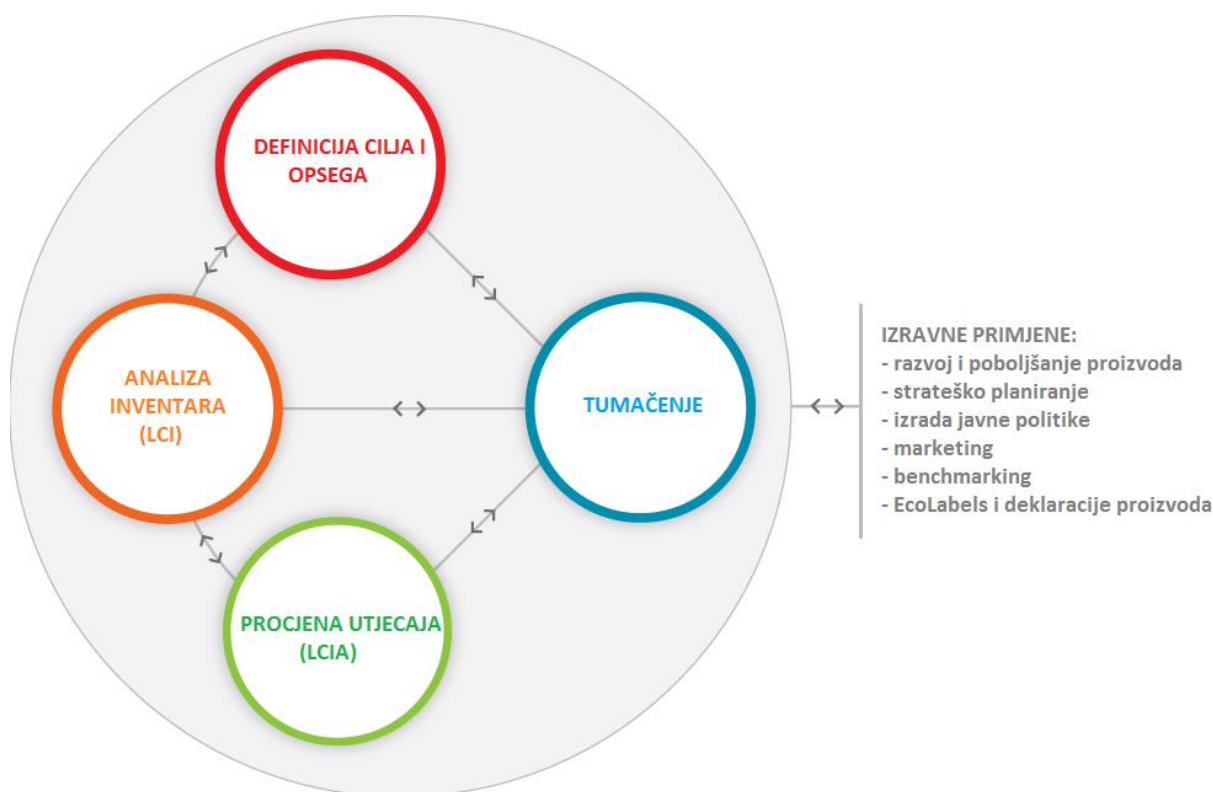 DEFINICIJA CILJA I
OPSEGA
ANALIZA
INVENTARA
(LCI)
TUMAČENJE
PROCJENA UTJECAJA
(LCIA)
IZRAVNE PRIMJENE:
- razvoj i poboljšanje proizvoda
- strateško planiranje
- izrada javne politike
- marketing
- benchmarking
- EcoLabels i deklaracije proizvoda